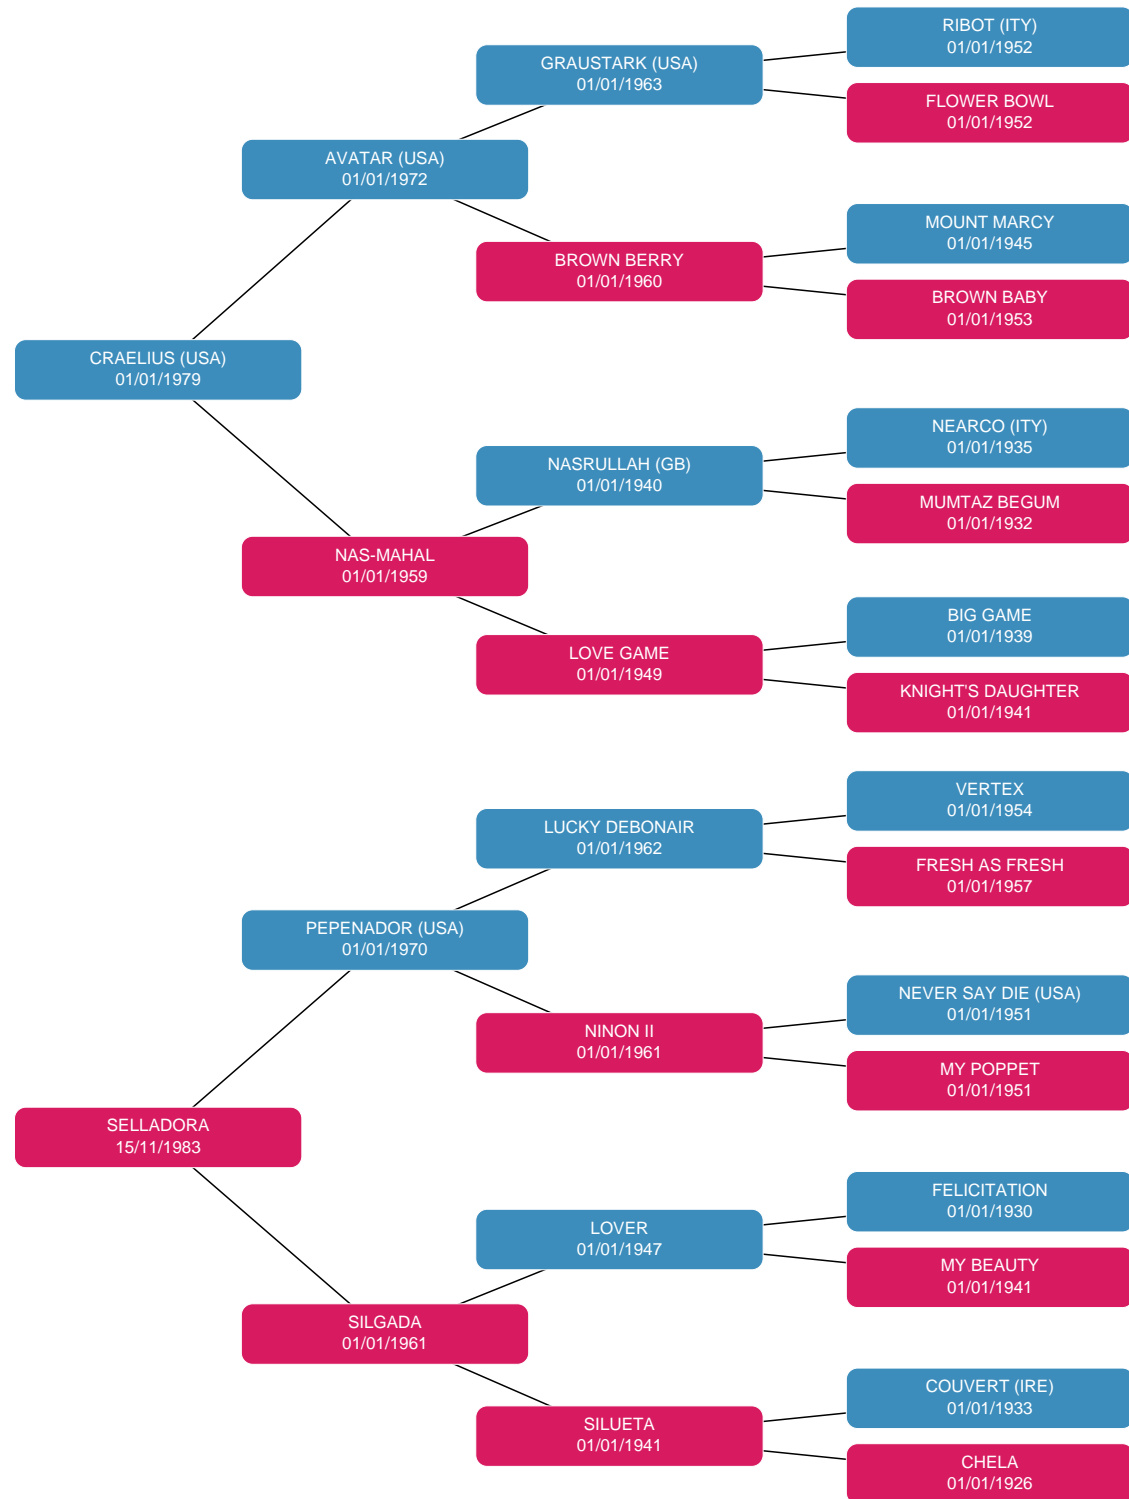 RIBOT (ITY)
01/01/1952
GRAUSTARK (USA)
01/01/1963
FLOWER BOWL
01/01/1952
AVATAR (USA)
01/01/1972
MOUNT MARCY
01/01/1945
BROWN BERRY
01/01/1960
BROWN BABY
01/01/1953
CRAELIUS (USA)
01/01/1979
NEARCO (ITY)
01/01/1935
NASRULLAH (GB)
01/01/1940
MUMTAZ BEGUM
01/01/1932
NAS-MAHAL
01/01/1959
BIG GAME
01/01/1939
LOVE GAME
01/01/1949
KNIGHT'S DAUGHTER
01/01/1941
VERTEX
01/01/1954
LUCKY DEBONAIR
01/01/1962
FRESH AS FRESH
01/01/1957
PEPENADOR (USA)
01/01/1970
NEVER SAY DIE (USA)
01/01/1951
NINON II
01/01/1961
MY POPPET
01/01/1951
SELLADORA
15/11/1983
FELICITATION
01/01/1930
LOVER
01/01/1947
MY BEAUTY
01/01/1941
SILGADA
01/01/1961
COUVERT (IRE)
01/01/1933
SILUETA
01/01/1941
CHELA
01/01/1926